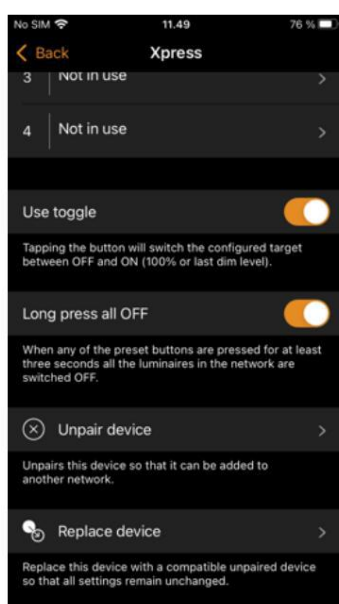 No SIM 11.49 76 %
Back Xpress
3 Not in use
4 Not in use
Use toggle
Tapping the button will switch the configured target
between OFF and ON (100% or last dim level).
Long press all OFF
When any of the preset buttons are pressed for at least
three seconds all the luminaires in the network are
switched OFF.
Unpair device
Unpairs this device so that it can be added to
another network.
Replace device
Replace this device with a compatible unpaired device
so that all settings remain unchanged.